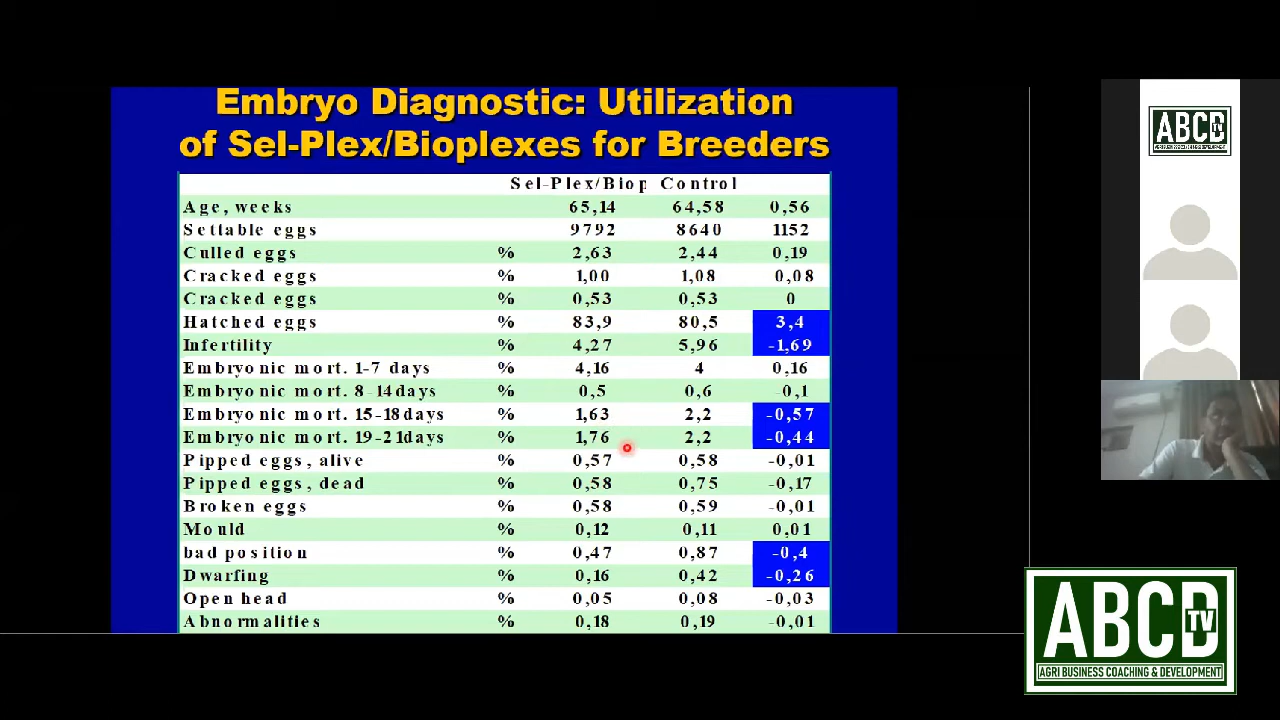 Embryo Diagnostic: Utilization
of Sel-Plex/Bioplexes for Breeders
Sel-Plex/Biop Control
Age, weeks 65,14 64,58 0,56
Settable eggs 9792 8640 1152
Culled eggs % 2,63 2,44 0,19
Cracked eggs % 1,00 1,08 0,08
Cracked eggs % 0,53 0,53 0
Hatched eggs % 83,9 80,5 3,4
Infertility % 4,27 5,96 -1,69
Embryonic mort. 1-7 days % 4,16 4 0,16
Embryonic mort. 8-14days % 0,5 0,6 -0,1
Embryonic mort. 15-18days % 1,63 2,2 -0,57
Embryonic mort. 19-21days % 1,76 2,2 -0,44
Pipped eggs, alive % 0,57 0,58 -0,01
Pipped eggs, dead % 0,58 0,75 -0,17
Broken eggs % 0,58 0,59 -0,01
Mould % 0,12 0,11 0,01
bad position % 0,47 0,87 -0,4
Dwarfing % 0,16 0,42 -0,26
Open head % 0,05 0,08 -0,03
Abnormalities % 0,18 0,19 -0,01
ABCD TV
AGRI BUSINESS COACHING & DEVELOPMENT
ABCD TV
AGRI BUSINESS COACHING & DEVELOPMENT